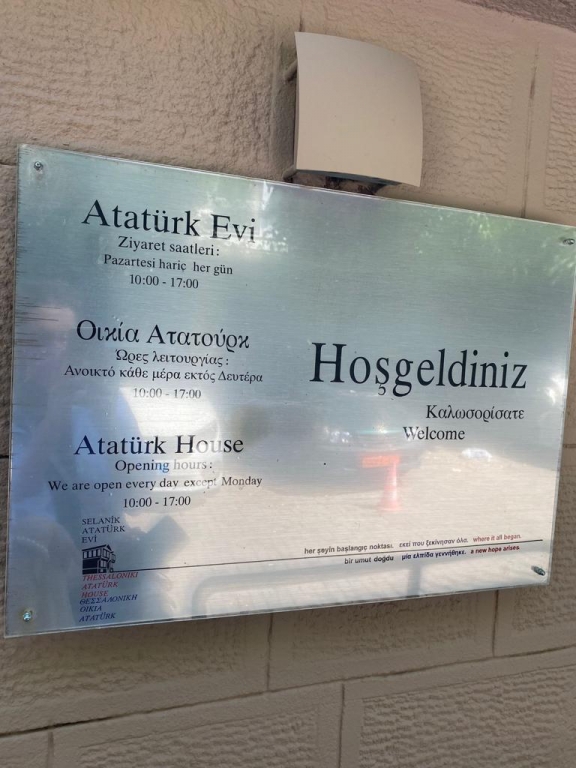 Atatürk Evi
Ziyaret saatleri :
Pazartesi hariç her gün
10:00 - 17:00
Οικία Ατατούρκ
Ώρες λειτουργίας :
Ανοικτό κάθε μέρα εκτός Δευτέρα
10:00 - 17:00
Atatürk House
Opening hours :
We are open every day except Monday
10:00 - 17:00
Hoşgeldiniz
Καλωσορίσατε
Welcome
SELANİK
ATATÜRK
EVİ
THESSALONIKI
ATATÜRK
HOUSE
ΘΕΣΣΑΛΟΝΙΚΗ
ΟΙΚΙΑ
ΑΤΑΤÜRΚ
her şeyin başlangıç noktası. εκεί που ξεκίνησαν όλα. where it all began.
bir umut doğdu μία ελπίδα γεννήθηκε. a new hope arises.